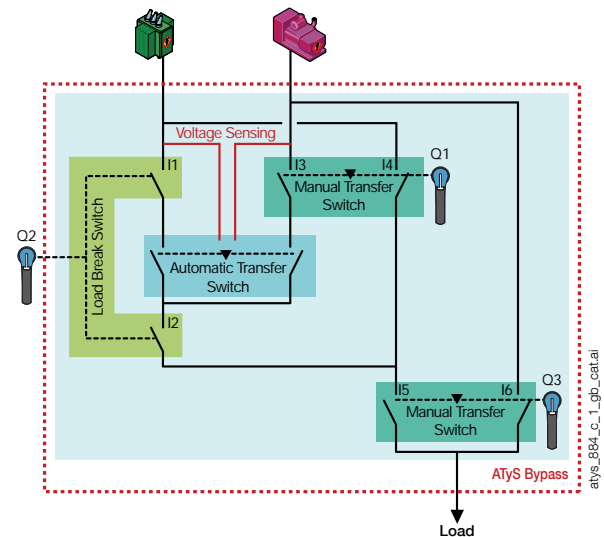 Voltage Sensing
I1
I3
I4
Q1
Manual Transfer
Switch
Q2
Load Break Switch
Automatic Transfer
Switch
I2
I5
I6
Q3
Manual Transfer
Switch
ATyS Bypass
Load
atys_884_c_1_gb_cat.ai